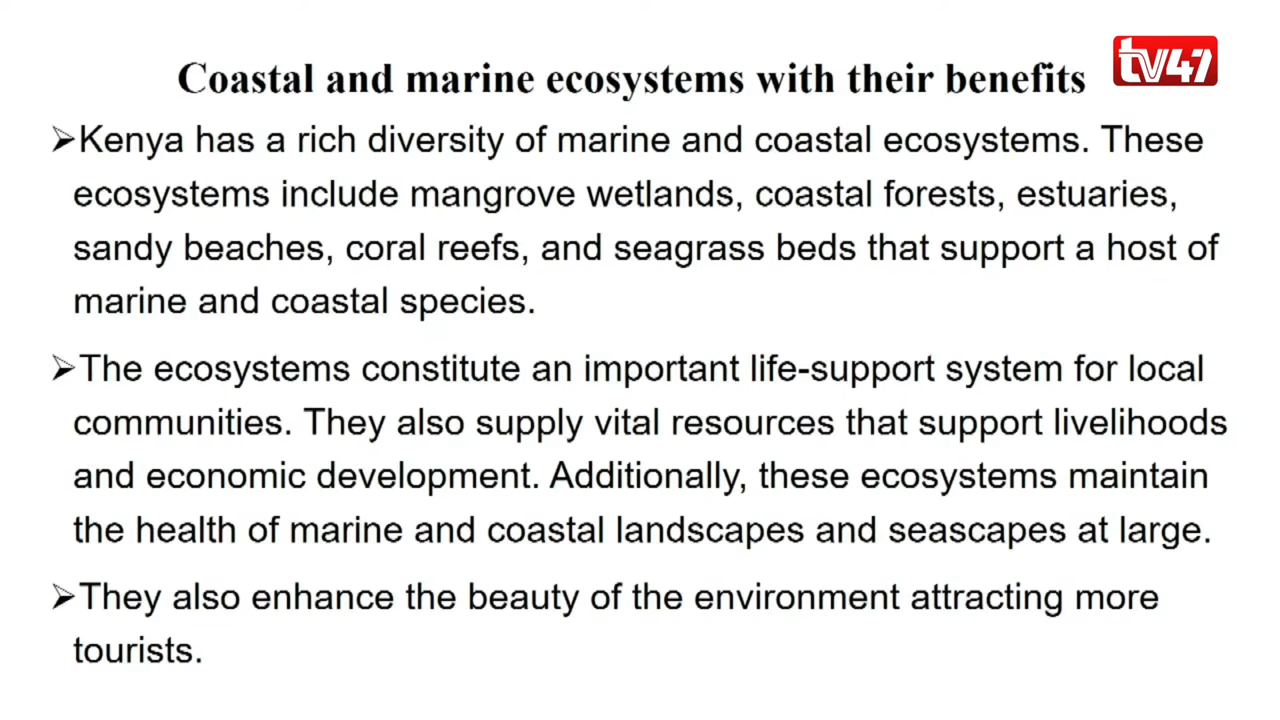 Coastal and marine ecosystems with their benefits
tv47
➢Kenya has a rich diversity of marine and coastal ecosystems. These
ecosystems include mangrove wetlands, coastal forests, estuaries,
sandy beaches, coral reefs, and seagrass beds that support a host of
marine and coastal species.
➢The ecosystems constitute an important life-support system for local
communities. They also supply vital resources that support livelihoods
and economic development. Additionally, these ecosystems maintain
the health of marine and coastal landscapes and seascapes at large.
➢They also enhance the beauty of the environment attracting more
tourists.